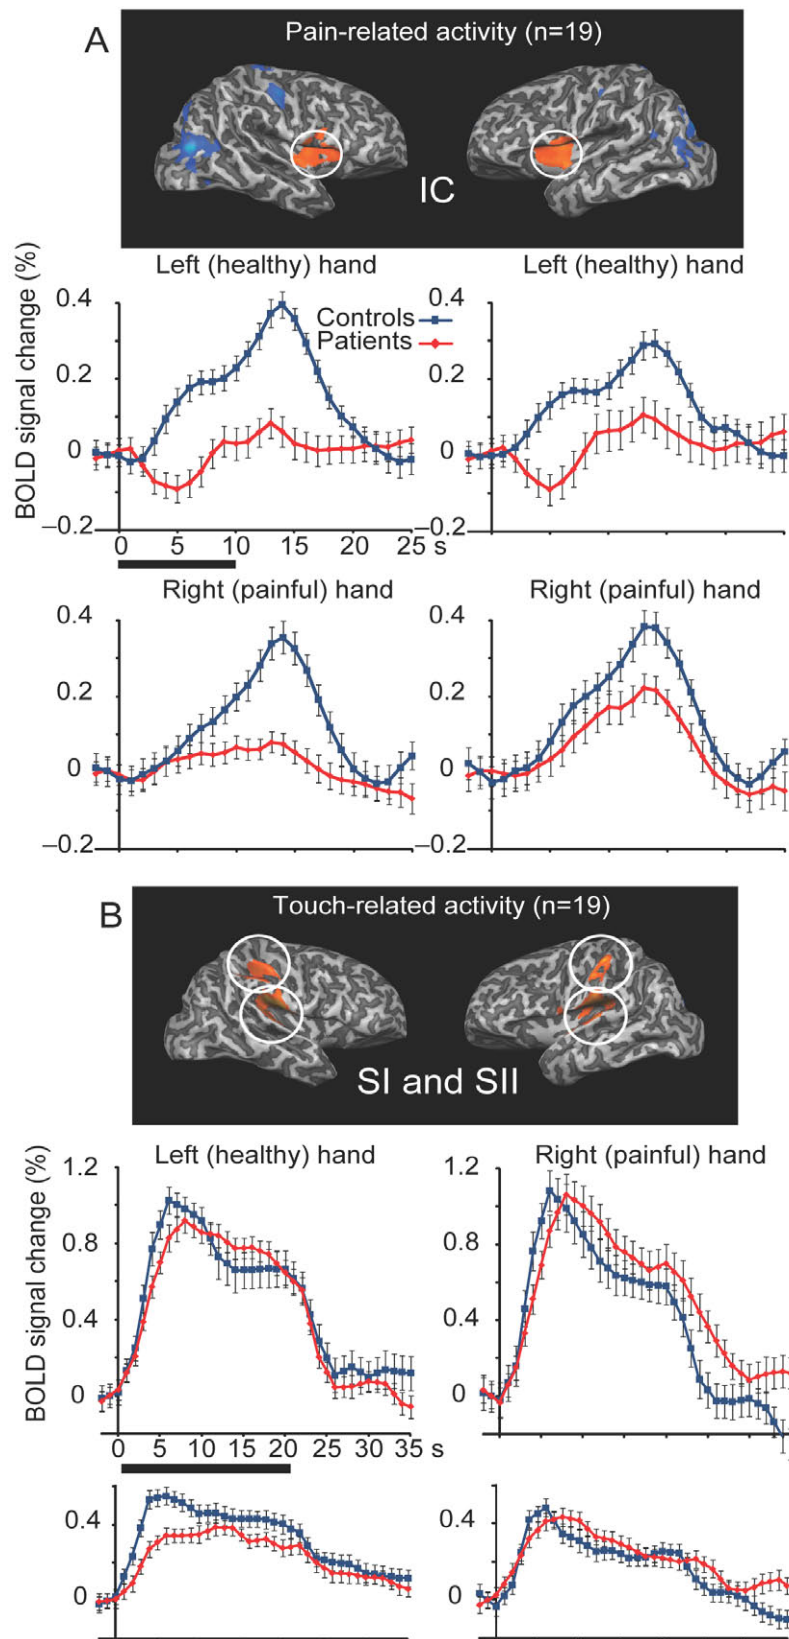 A
Pain-related activity (n=19)
IC
Left (healthy) hand
Left (healthy) hand
BOLD signal change (%)
0.4
0.2
0
–0.2
Controls
Patients
0.4
0.2
0
–0.2
0 5 10 15 20 25 s
Right (painful) hand
Right (painful) hand
0.4
0.2
0
–0.2
0.4
0.2
0
–0.2
B
Touch-related activity (n=19)
SI and SII
Left (healthy) hand
Right (painful) hand
BOLD signal change (%)
1.2
0.8
0.4
0
1.2
0.8
0.4
0
0 5 10 15 20 25 30 35 s
0.4
0
0.4
0